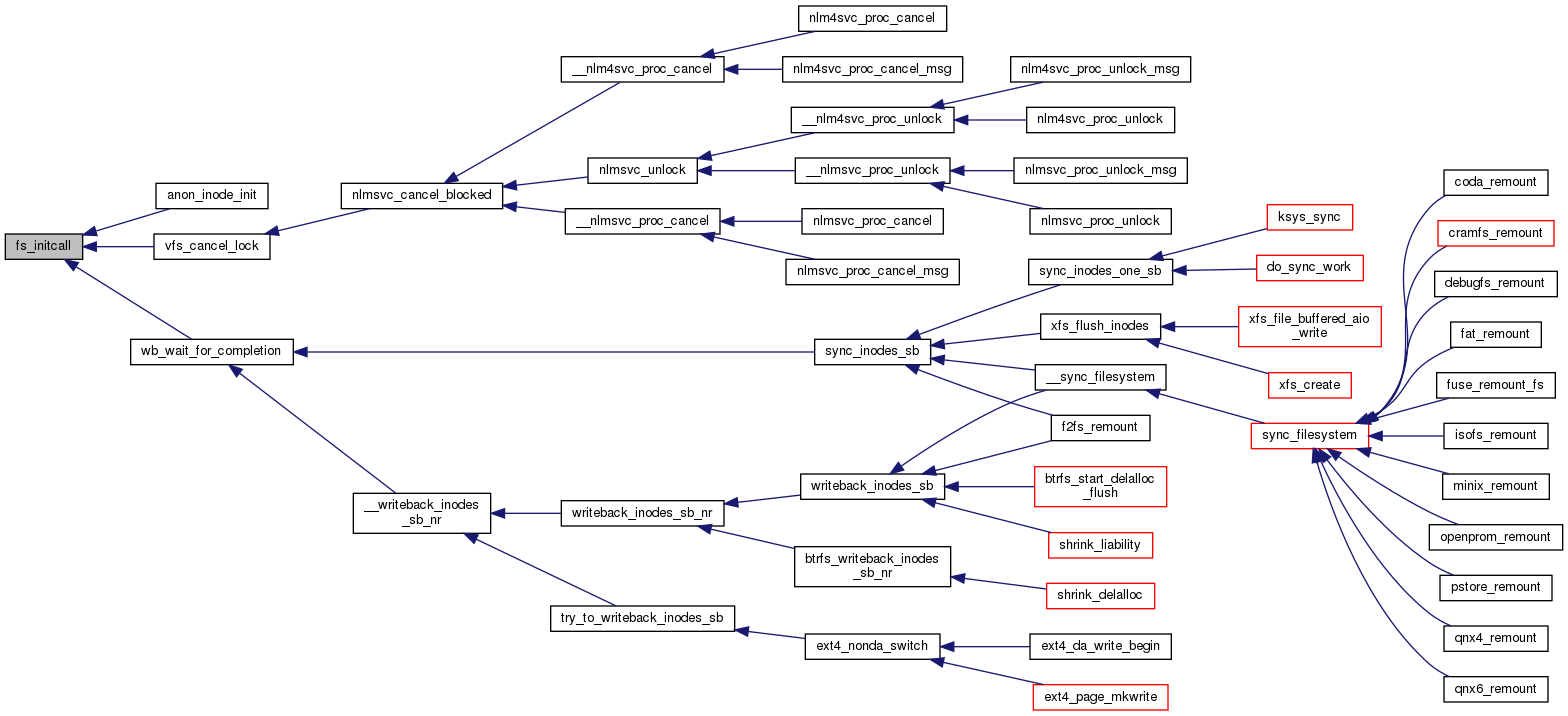 nlm4svc_proc_cancel
__nlm4svc_proc_cancel
nlm4svc_proc_cancel_msg
nlm4svc_proc_unlock_msg
__nlm4svc_proc_unlock
nlm4svc_proc_unlock
nlmsvc_unlock
__nlmsvc_proc_unlock
nlmsvc_proc_unlock_msg
anon_inode_init
nlmsvc_cancel_blocked
nlmsvc_proc_unlock
__nlmsvc_proc_cancel
nlmsvc_proc_cancel
fs_initcall
vfs_cancel_lock
nlmsvc_proc_cancel_msg
coda_remount
ksys_sync
cramfs_remount
sync_inodes_one_sb
do_sync_work
debugfs_remount
xfs_flush_inodes
xfs_file_buffered_aio
_write
fat_remount
wb_wait_for_completion
sync_inodes_sb
__sync_filesystem
xfs_create
fuse_remount_fs
f2fs_remount
sync_filesystem
isofs_remount
writeback_inodes_sb
btrfs_start_delalloc
_flush
minix_remount
__writeback_inodes
_sb_nr
writeback_inodes_sb_nr
shrink_liability
openprom_remount
btrfs_writeback_inodes
_sb_nr
shrink_delalloc
pstore_remount
try_to_writeback_inodes_sb
ext4_nonda_switch
ext4_da_write_begin
qnx4_remount
ext4_page_mkwrite
qnx6_remount